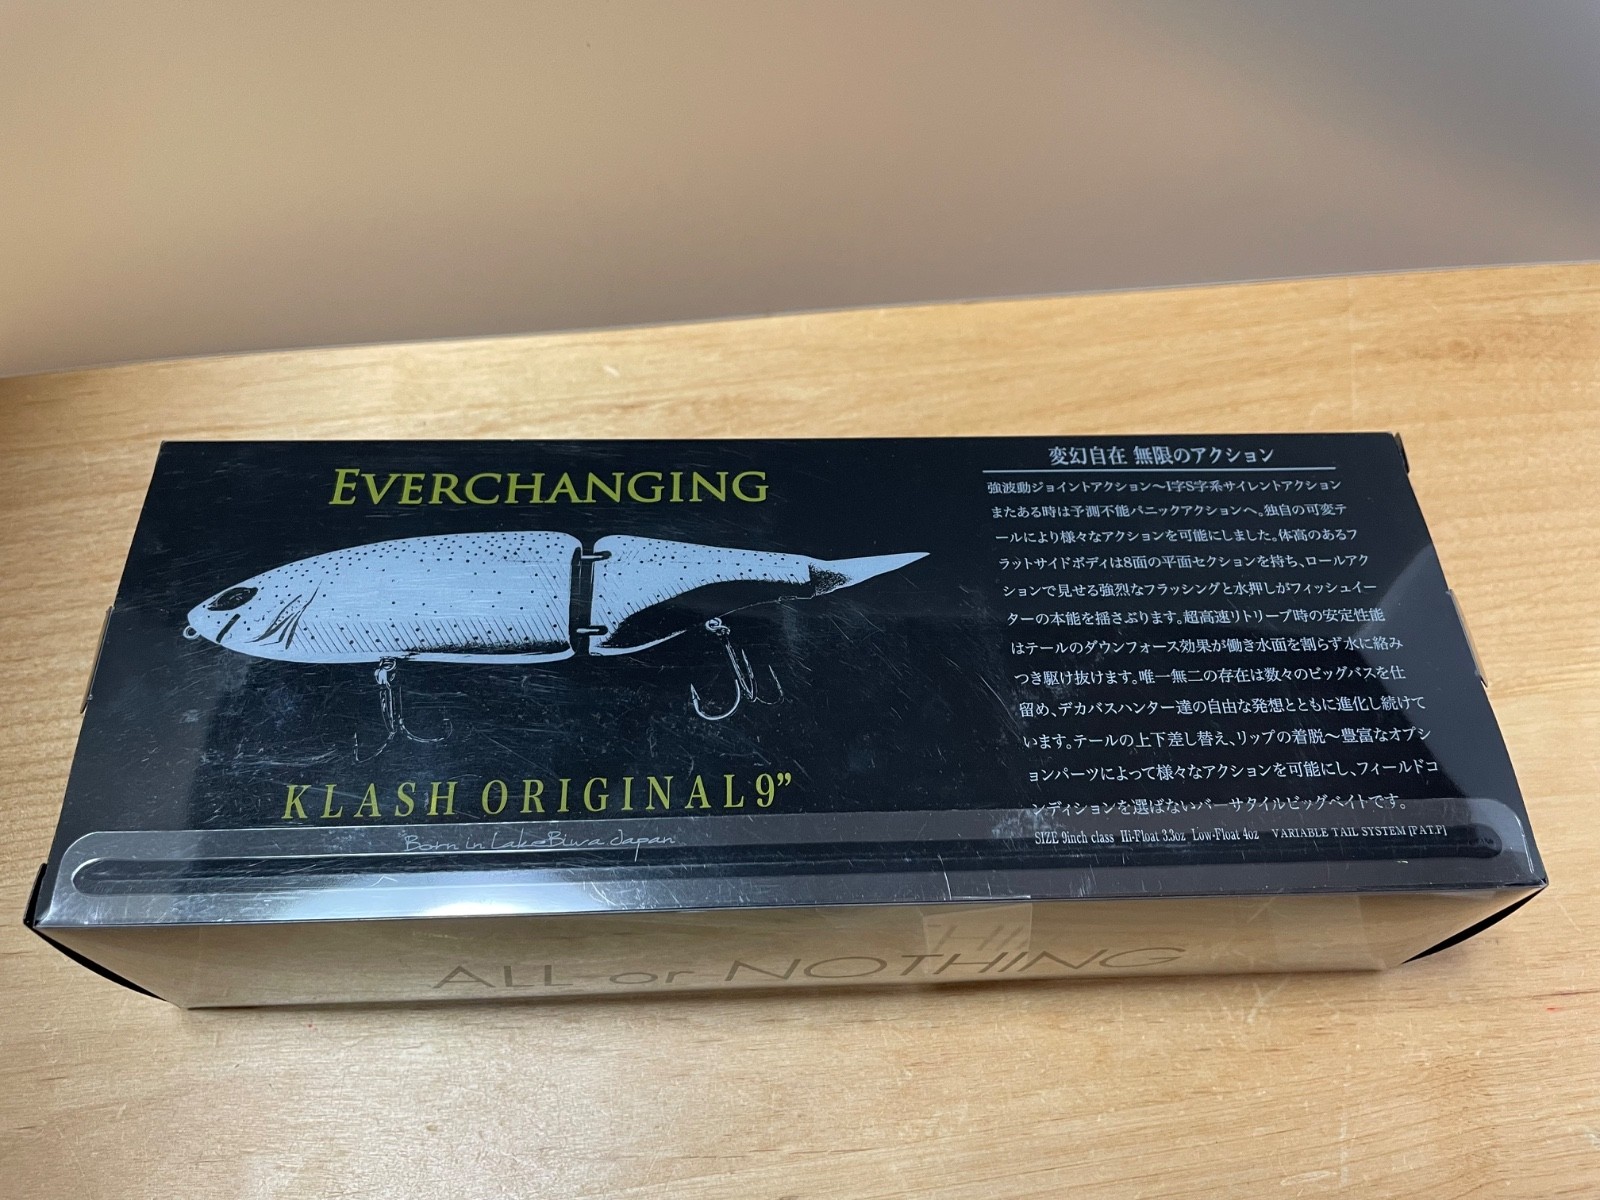 EVERCHANGING
KLASH ORIGINAL 9”
Born in Lake Biwa Japan
変幻自在 無限のアクション
強波動ジョイントアクション〜I字S字系サイレントアクション
またある時は予測不能パニックアクションへ。独自の可変テ
ールにより様々なアクションを可能にしました。体高のあるフ
ラットサイドボディは8面の平面セクションを持ち、ロールアク
ションで見せる強烈なフラッシングと水押しがフィッシュイー
ターの本能を揺さぶります。超高速リトリーブ時の安定性能
はテールのダウンフォース効果が働き水面を割らず水に絡み
つき駆け抜けます。唯一無二の存在は数々のビッグバスを仕
留め、デカバスハンター達の自由な発想とともに進化し続けて
います。テールの上下差し替え、リップの着脱〜豊富なオプシ
ョンパーツによって様々なアクションを可能にし、フィールドコ
ンディションを選ばないバーサタイルビッグベイトです。
SIZE 9inch class Hi-Float 3.3oz Low-Float 4oz VARIABLE TAIL SYSTEM [PAT.P]
ALL or NOTHING